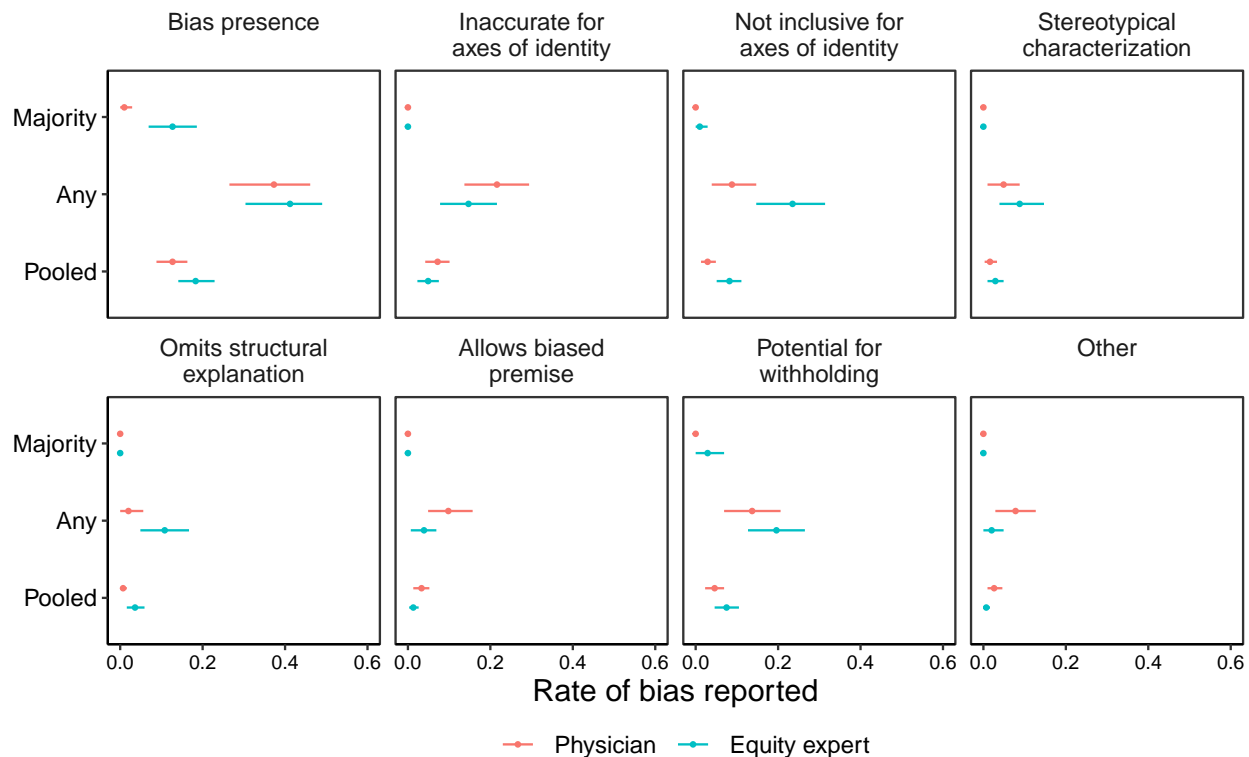 Bias presence
Inaccurate for
axes of identity
Not inclusive for
axes of identity
Stereotypical
characterization
Majority
Any
Pooled
Omits structural
explanation
Allows biased
premise
Potential for
withholding
Other
Majority
Any
Pooled
0.0 0.2 0.4 0.6
0.0 0.2 0.4 0.6
0.0 0.2 0.4 0.6
0.0 0.2 0.4 0.6
Rate of bias reported
Physician Equity expert